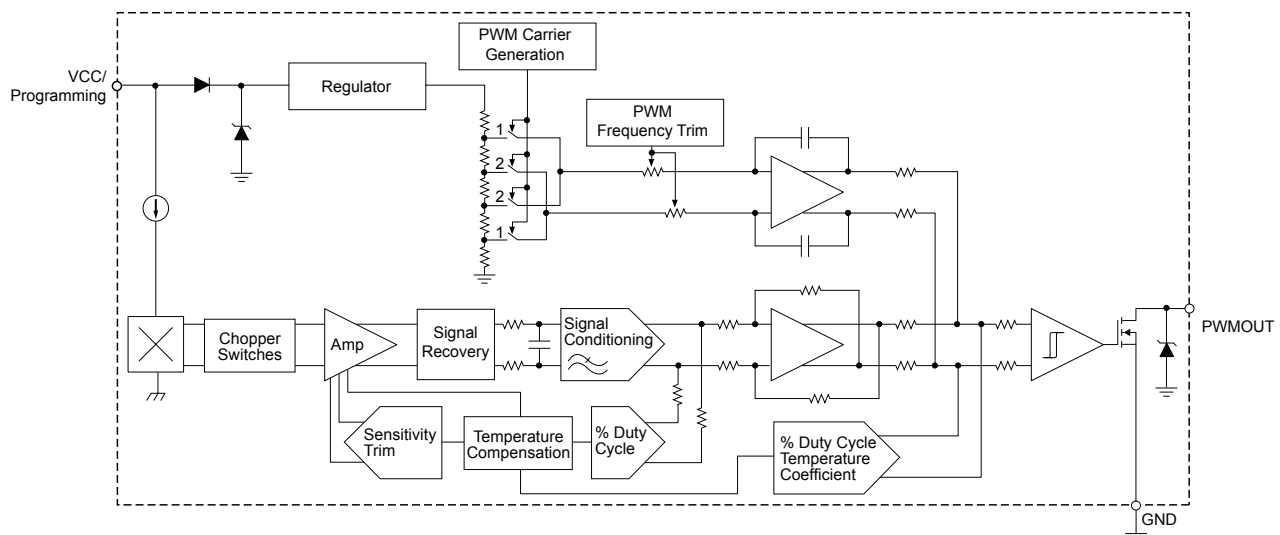 PWM Carrier
Generation
VCC/
Programming
Regulator
PWM
Frequency Trim
1
2
2
1
Chopper
Switches
Amp
Signal
Recovery
Signal
Conditioning
PWMOUT
Sensitivity
Trim
Temperature
Compensation
% Duty
Cycle
% Duty Cycle
Temperature
Coefficient
GND